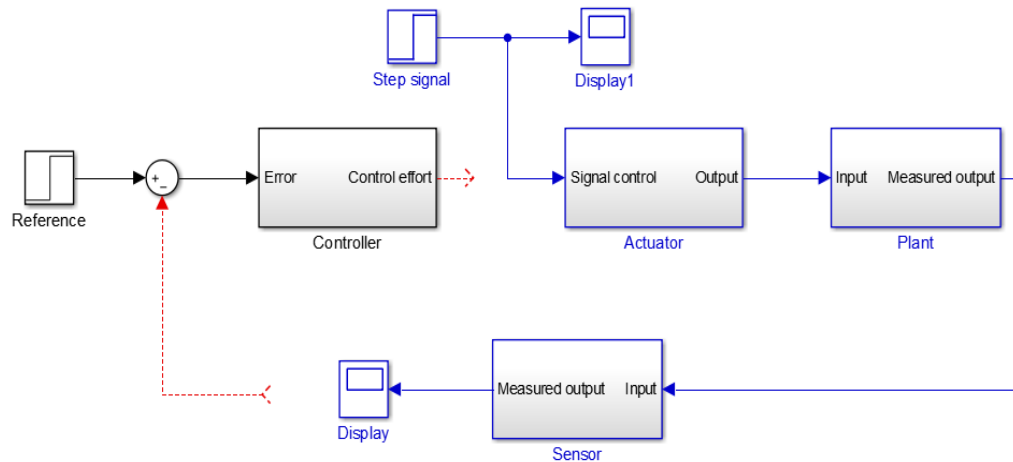 Step signal
Display1
Reference
+
−
Error
Control effort
Controller
Signal control
Output
Actuator
Input
Measured output
Plant
Display
Measured output
Input
Sensor